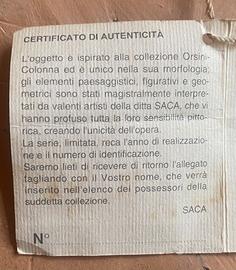 CERTIFICATO DI AUTENTICITÀ
L'oggetto è ispirato alla collezione Orsini-
Colonna ed è unico nella sua morfologia;
gli elementi paesaggistici, figurativi e geo-
metrici sono stati magistralmente interpre-
tati da valenti artisti della ditta SACA, che vi
hanno profuso tutta la loro sensibilità pitto-
rica, creando l'unicità dell'opera.
La serie, limitata, reca l'anno di realizzazio-
ne e il numero di identificazione.
Saremo lieti di ricevere di ritorno l'allegato
tagliando con il Vostro nome, che verrà
inserito nell'elenco dei possessori della
suddetta collezione.
SACA
N°